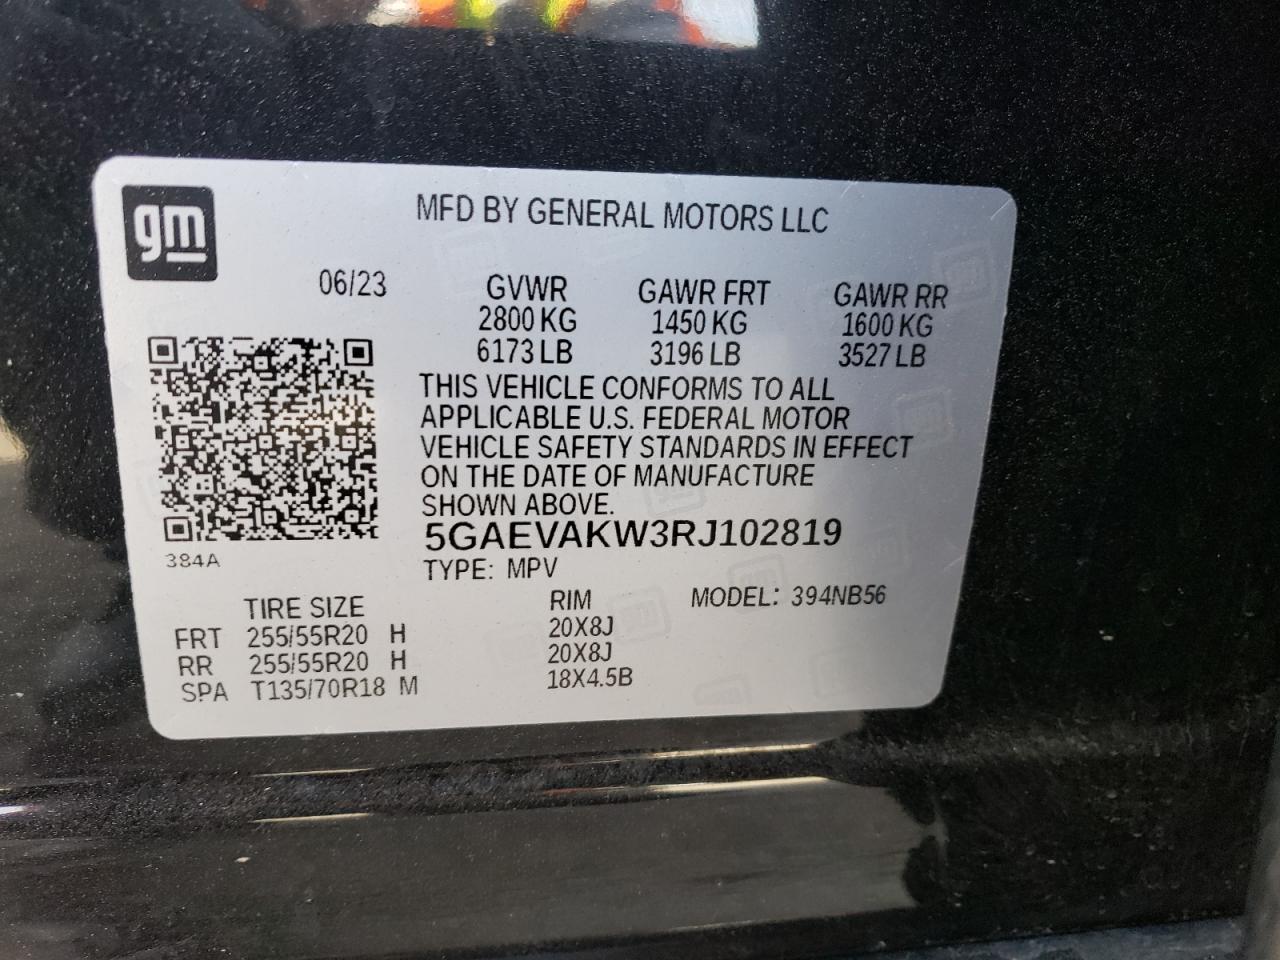 gm
MFD BY GENERAL MOTORS LLC
06/23 GVWR GAWR FRT GAWR RR
2800 KG 1450 KG 1600 KG
6173 LB 3196 LB 3527 LB
THIS VEHICLE CONFORMS TO ALL
APPLICABLE U.S. FEDERAL MOTOR
VEHICLE SAFETY STANDARDS IN EFFECT
ON THE DATE OF MANUFACTURE
SHOWN ABOVE.
5GAEVAKW3RJ102819
384A
TYPE: MPV
TIRE SIZE RIM MODEL: 394NB56
FRT 255/55R20 H 20X8J
RR 255/55R20 H 20X8J
SPA T135/70R18 M 18X4.5B